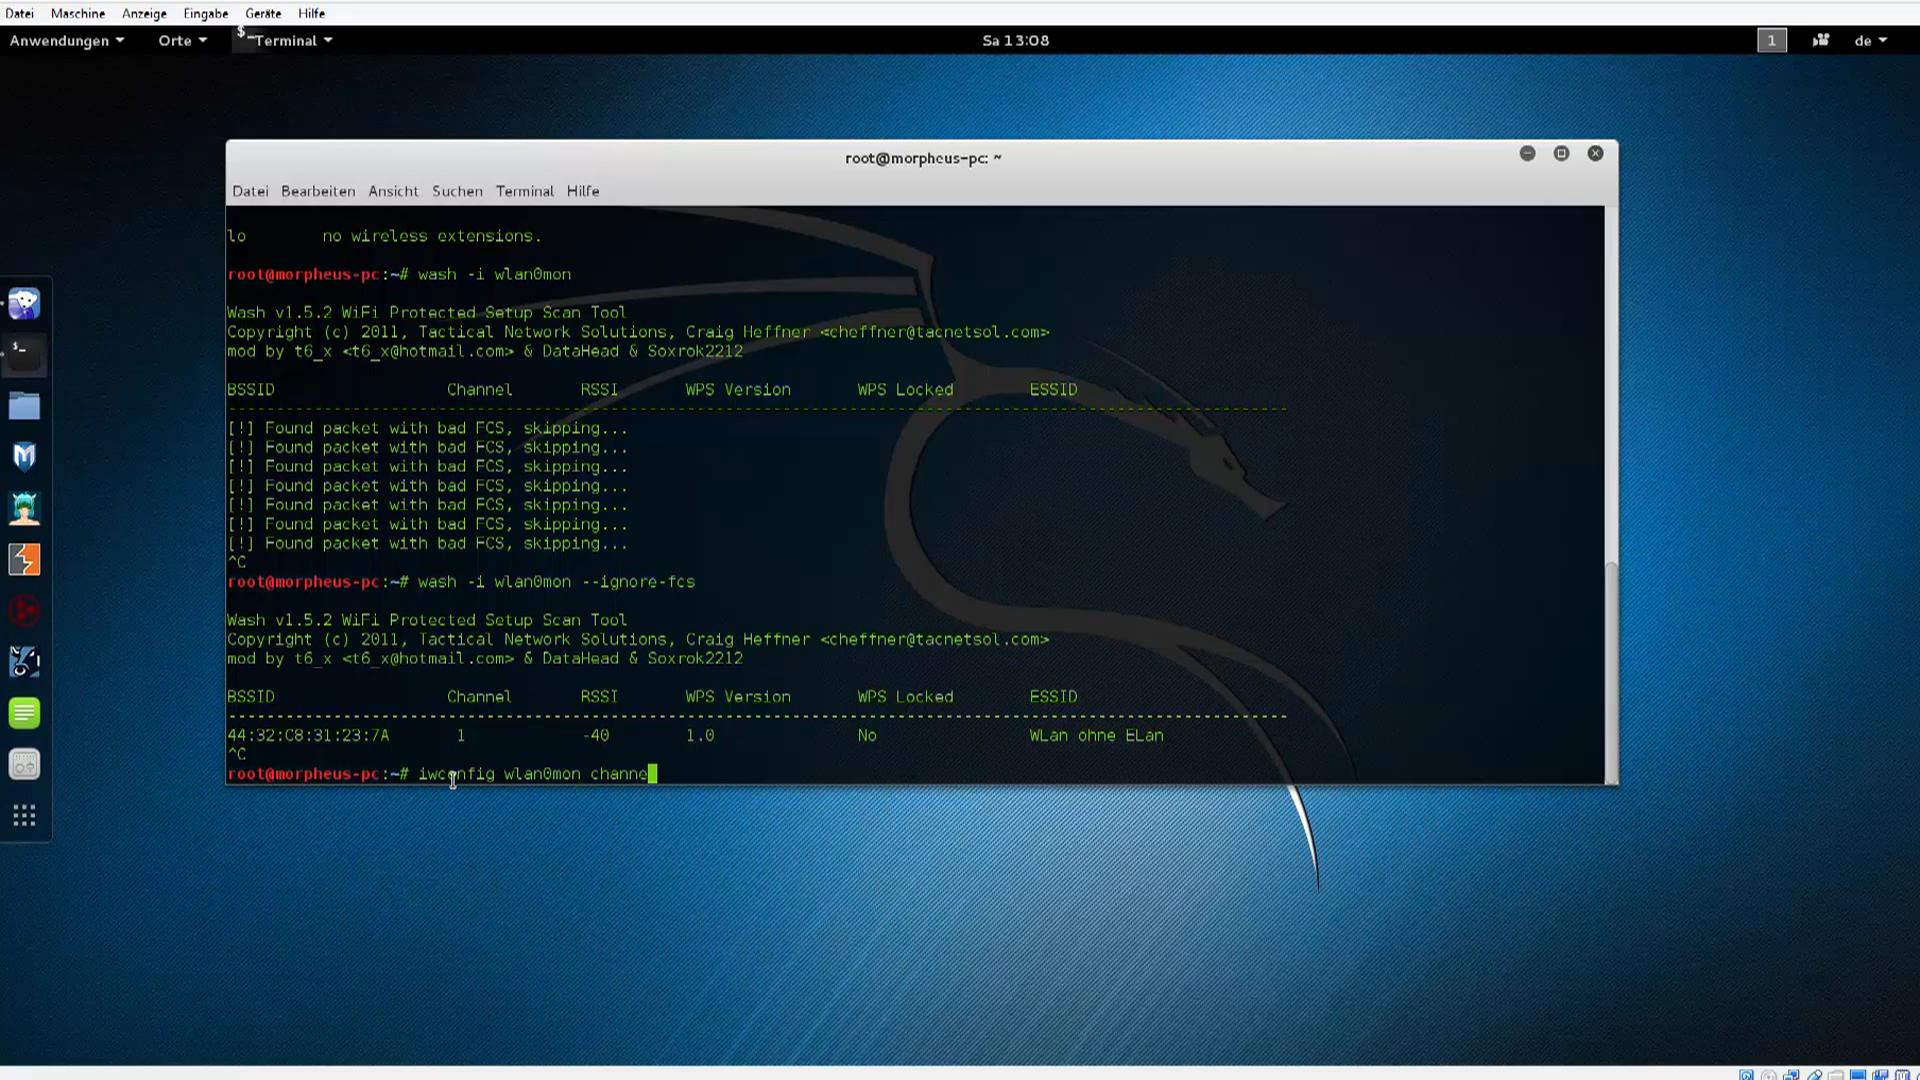 Datei Maschine Anzeige Eingabe Geräte Hilfe
Anwendungen Orte Terminal Sa 13:08 1 de
root@morpheus-pc: ~
Datei Bearbeiten Ansicht Suchen Terminal Hilfe
lo no wireless extensions.
root@morpheus-pc:~# wash -i wlan0mon
Wash v1.5.2 WiFi Protected Setup Scan Tool
Copyright (c) 2011, Tactical Network Solutions, Craig Heffner <cheffner@tacnetsol.com>
mod by t6_x <t6_x@hotmail.com> & DataHead & Soxrok2212
BSSID Channel RSSI WPS Version WPS Locked ESSID
---------------------------------------------------------------------------------------------------------------
[!] Found packet with bad FCS, skipping...
[!] Found packet with bad FCS, skipping...
[!] Found packet with bad FCS, skipping...
[!] Found packet with bad FCS, skipping...
[!] Found packet with bad FCS, skipping...
[!] Found packet with bad FCS, skipping...
[!] Found packet with bad FCS, skipping...
^C
root@morpheus-pc:~# wash -i wlan0mon --ignore-fcs
Wash v1.5.2 WiFi Protected Setup Scan Tool
Copyright (c) 2011, Tactical Network Solutions, Craig Heffner <cheffner@tacnetsol.com>
mod by t6_x <t6_x@hotmail.com> & DataHead & Soxrok2212
BSSID Channel RSSI WPS Version WPS Locked ESSID
---------------------------------------------------------------------------------------------------------------
44:32:C8:31:23:7A 1 -40 1.0 No WLan ohne ELan
^C
root@morpheus-pc:~# iwconfig wlan0mon channe